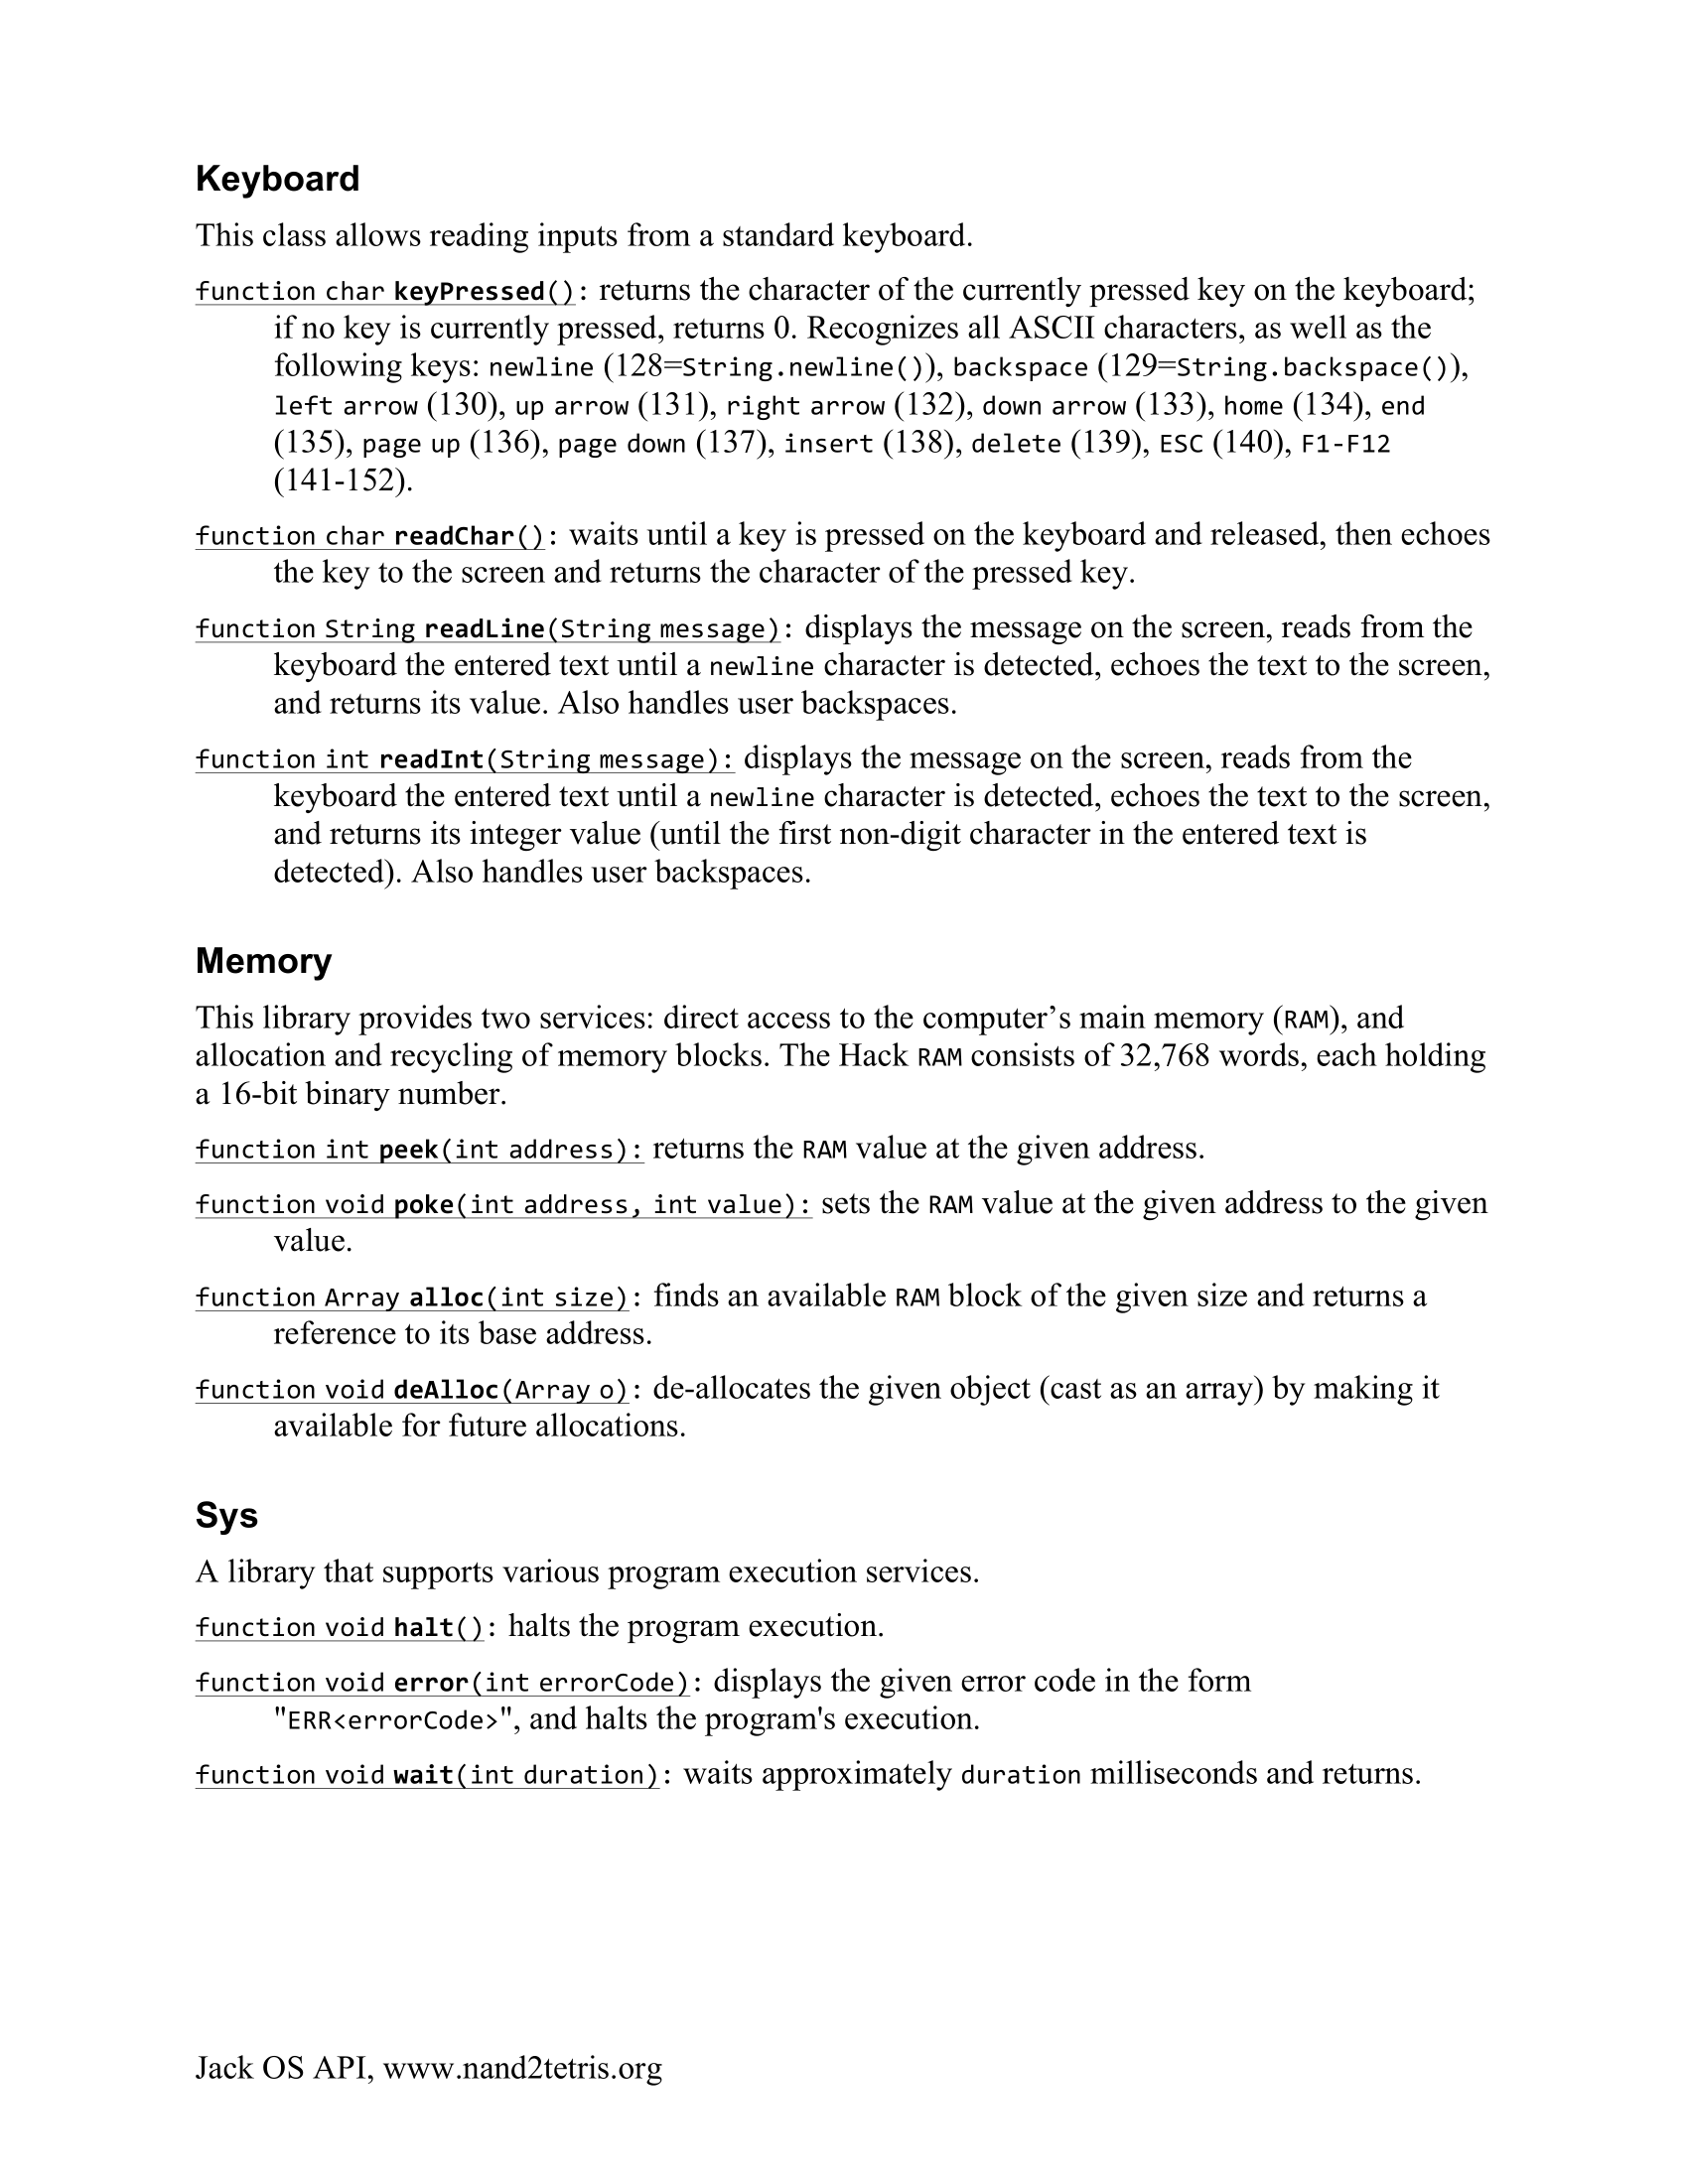 Keyboard
This class allows reading inputs from a standard keyboard.
function char keyPressed(): returns the character of the currently pressed key on the keyboard;
if no key is currently pressed, returns 0. Recognizes all ASCII characters, as well as the
following keys: newline (128=String.newline()), backspace (129=String.backspace()),
left arrow (130), up arrow (131), right arrow (132), down arrow (133), home (134), end
(135), page up (136), page down (137), insert (138), delete (139), ESC (140), F1-F12
(141-152).
function char readChar(): waits until a key is pressed on the keyboard and released, then echoes
the key to the screen and returns the character of the pressed key.
function String readLine(String message): displays the message on the screen, reads from the
keyboard the entered text until a newline character is detected, echoes the text to the screen,
and returns its value. Also handles user backspaces.
function int readInt(String message): displays the message on the screen, reads from the
keyboard the entered text until a newline character is detected, echoes the text to the screen,
and returns its integer value (until the first non-digit character in the entered text is
detected). Also handles user backspaces.
Memory
This library provides two services: direct access to the computer’s main memory (RAM), and
allocation and recycling of memory blocks. The Hack RAM consists of 32,768 words, each holding
a 16-bit binary number.
function int peek(int address): returns the RAM value at the given address.
function void poke(int address, int value): sets the RAM value at the given address to the given
value.
function Array alloc(int size): finds an available RAM block of the given size and returns a
reference to its base address.
function void deAlloc(Array o): de-allocates the given object (cast as an array) by making it
available for future allocations.
Sys
A library that supports various program execution services.
function void halt(): halts the program execution.
function void error(int errorCode): displays the given error code in the form
"ERR<errorCode>", and halts the program's execution.
function void wait(int duration): waits approximately duration milliseconds and returns.
Jack OS API, www.nand2tetris.org